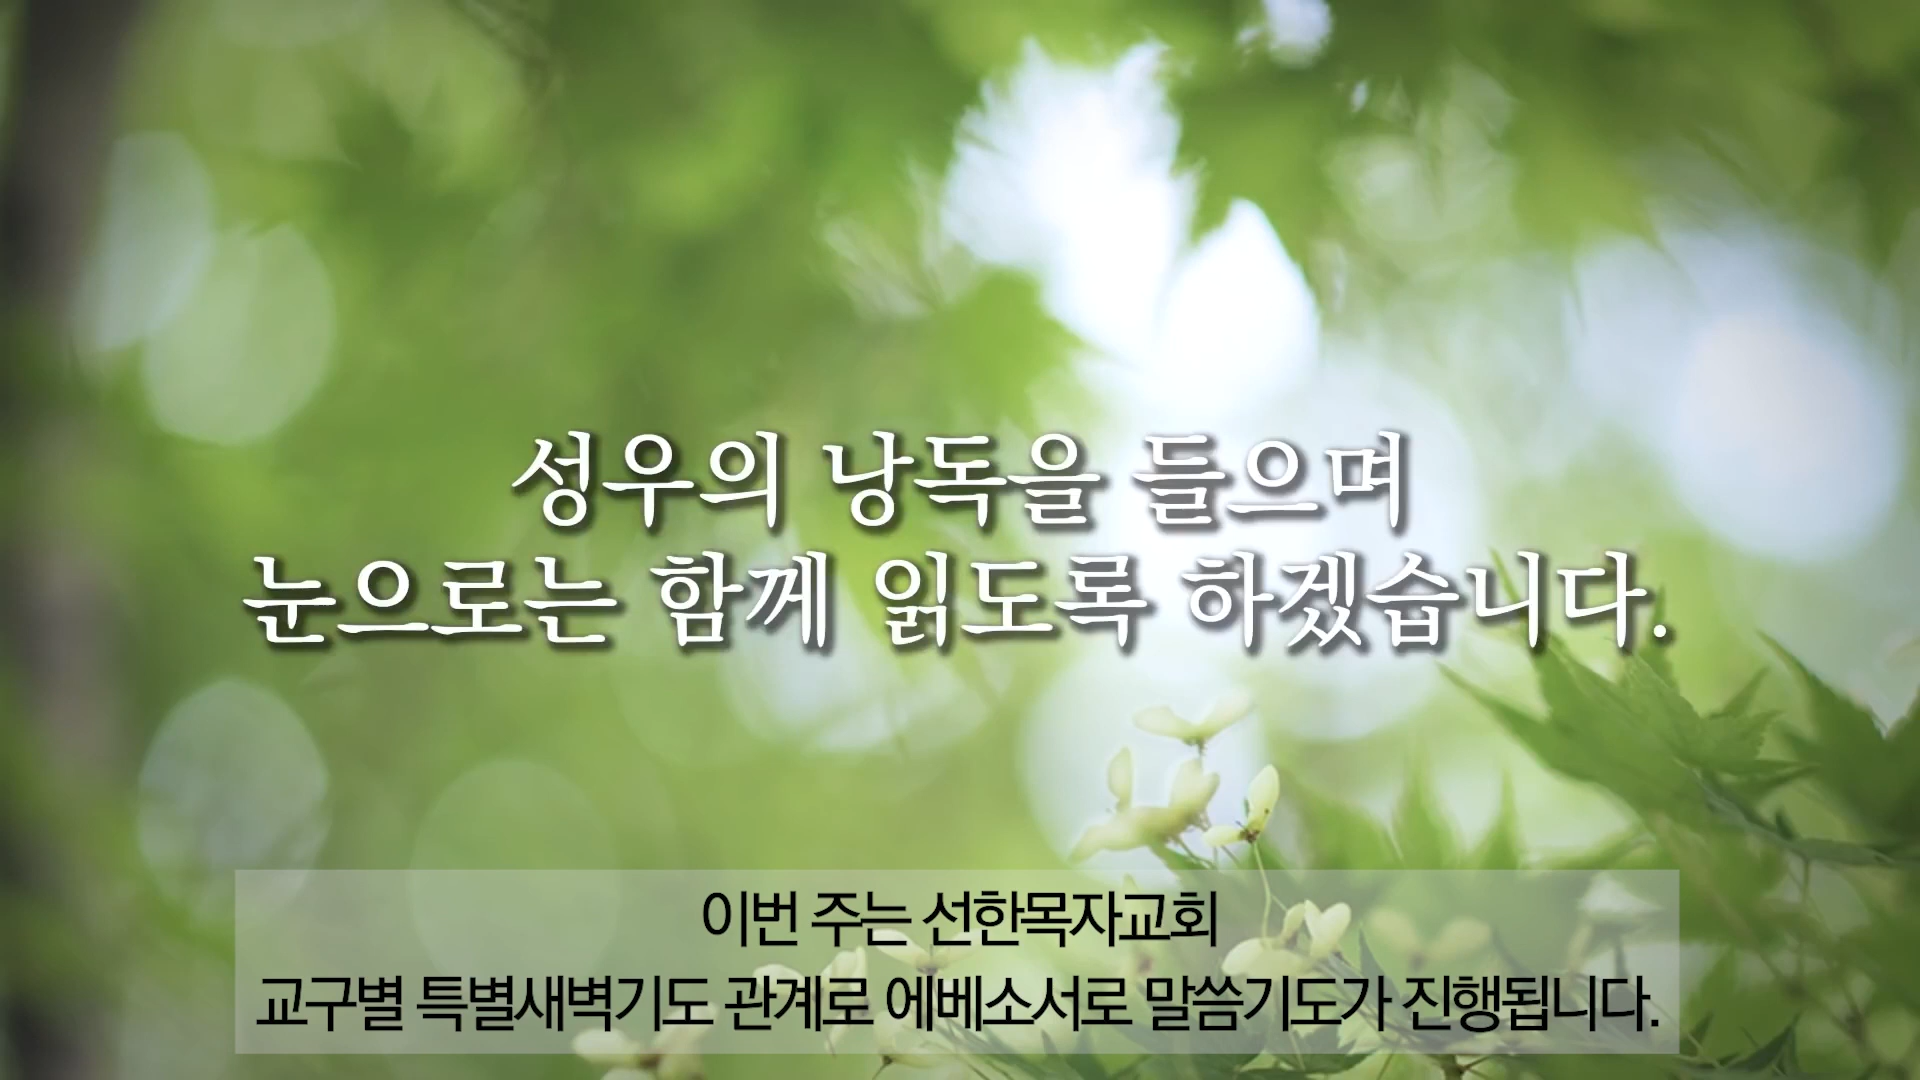 성우의 낭독을 들으며
눈으로는 함께 읽도록 하겠습니다.
이번 주는 선한목자교회
교구별 특별새벽기도 관계로 에베소서로 말씀기도가 진행됩니다.